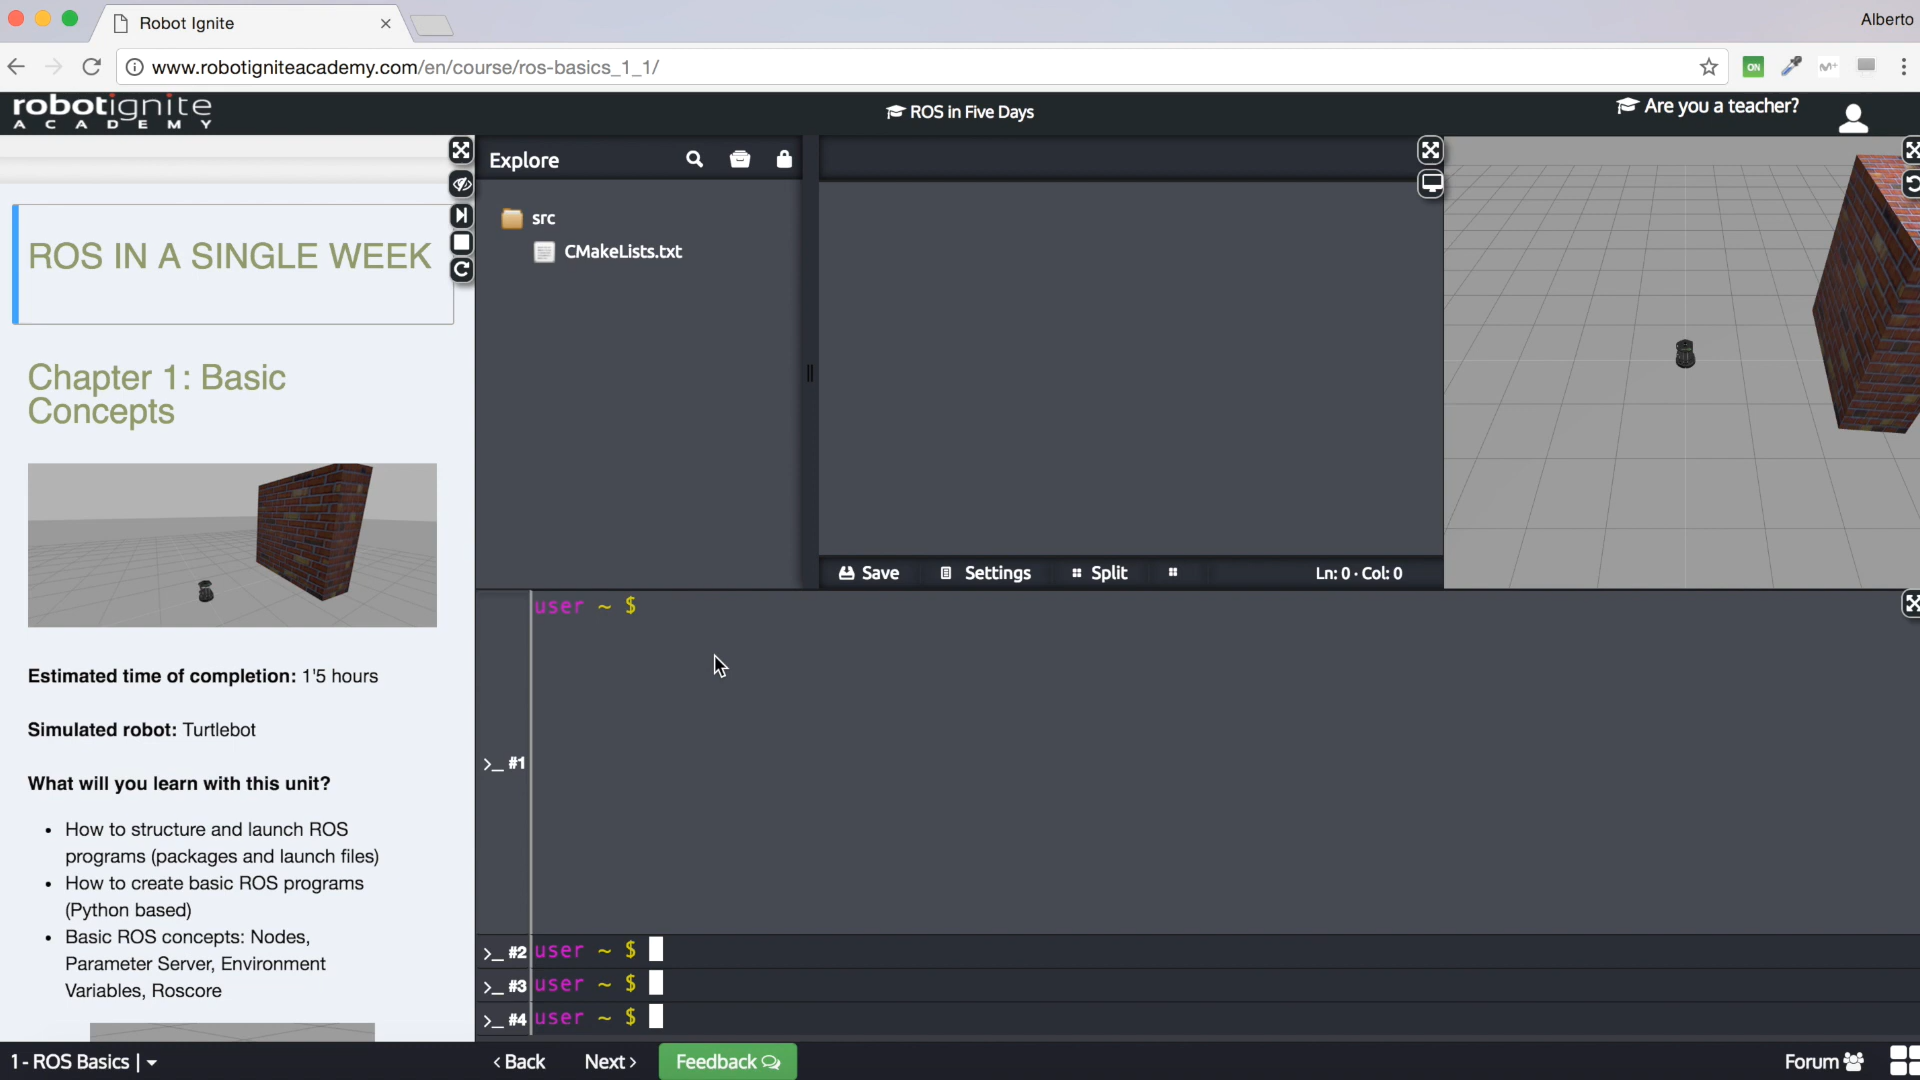 Robot Ignite
Alberto
www.robotigniteacademy.com/en/course/ros-basics_1_1/
ON
M+
robotignite
ACADEMY
ROS in Five Days
Are you a teacher?
ROS IN A SINGLE WEEK
Chapter 1: Basic
Concepts
Estimated time of completion: 1'5 hours
Simulated robot: Turtlebot
What will you learn with this unit?
• How to structure and launch ROS
programs (packages and launch files)
• How to create basic ROS programs
(Python based)
• Basic ROS concepts: Nodes,
Parameter Server, Environment
Variables, Roscore
Explore
src
CMakeLists.txt
Save
Settings
Split
Ln: 0 · Col: 0
>_ #1
user ~ $
>_ #2 user ~ $
>_ #3 user ~ $
>_ #4 user ~ $
1 - ROS Basics |
< Back
Next >
Feedback
Forum